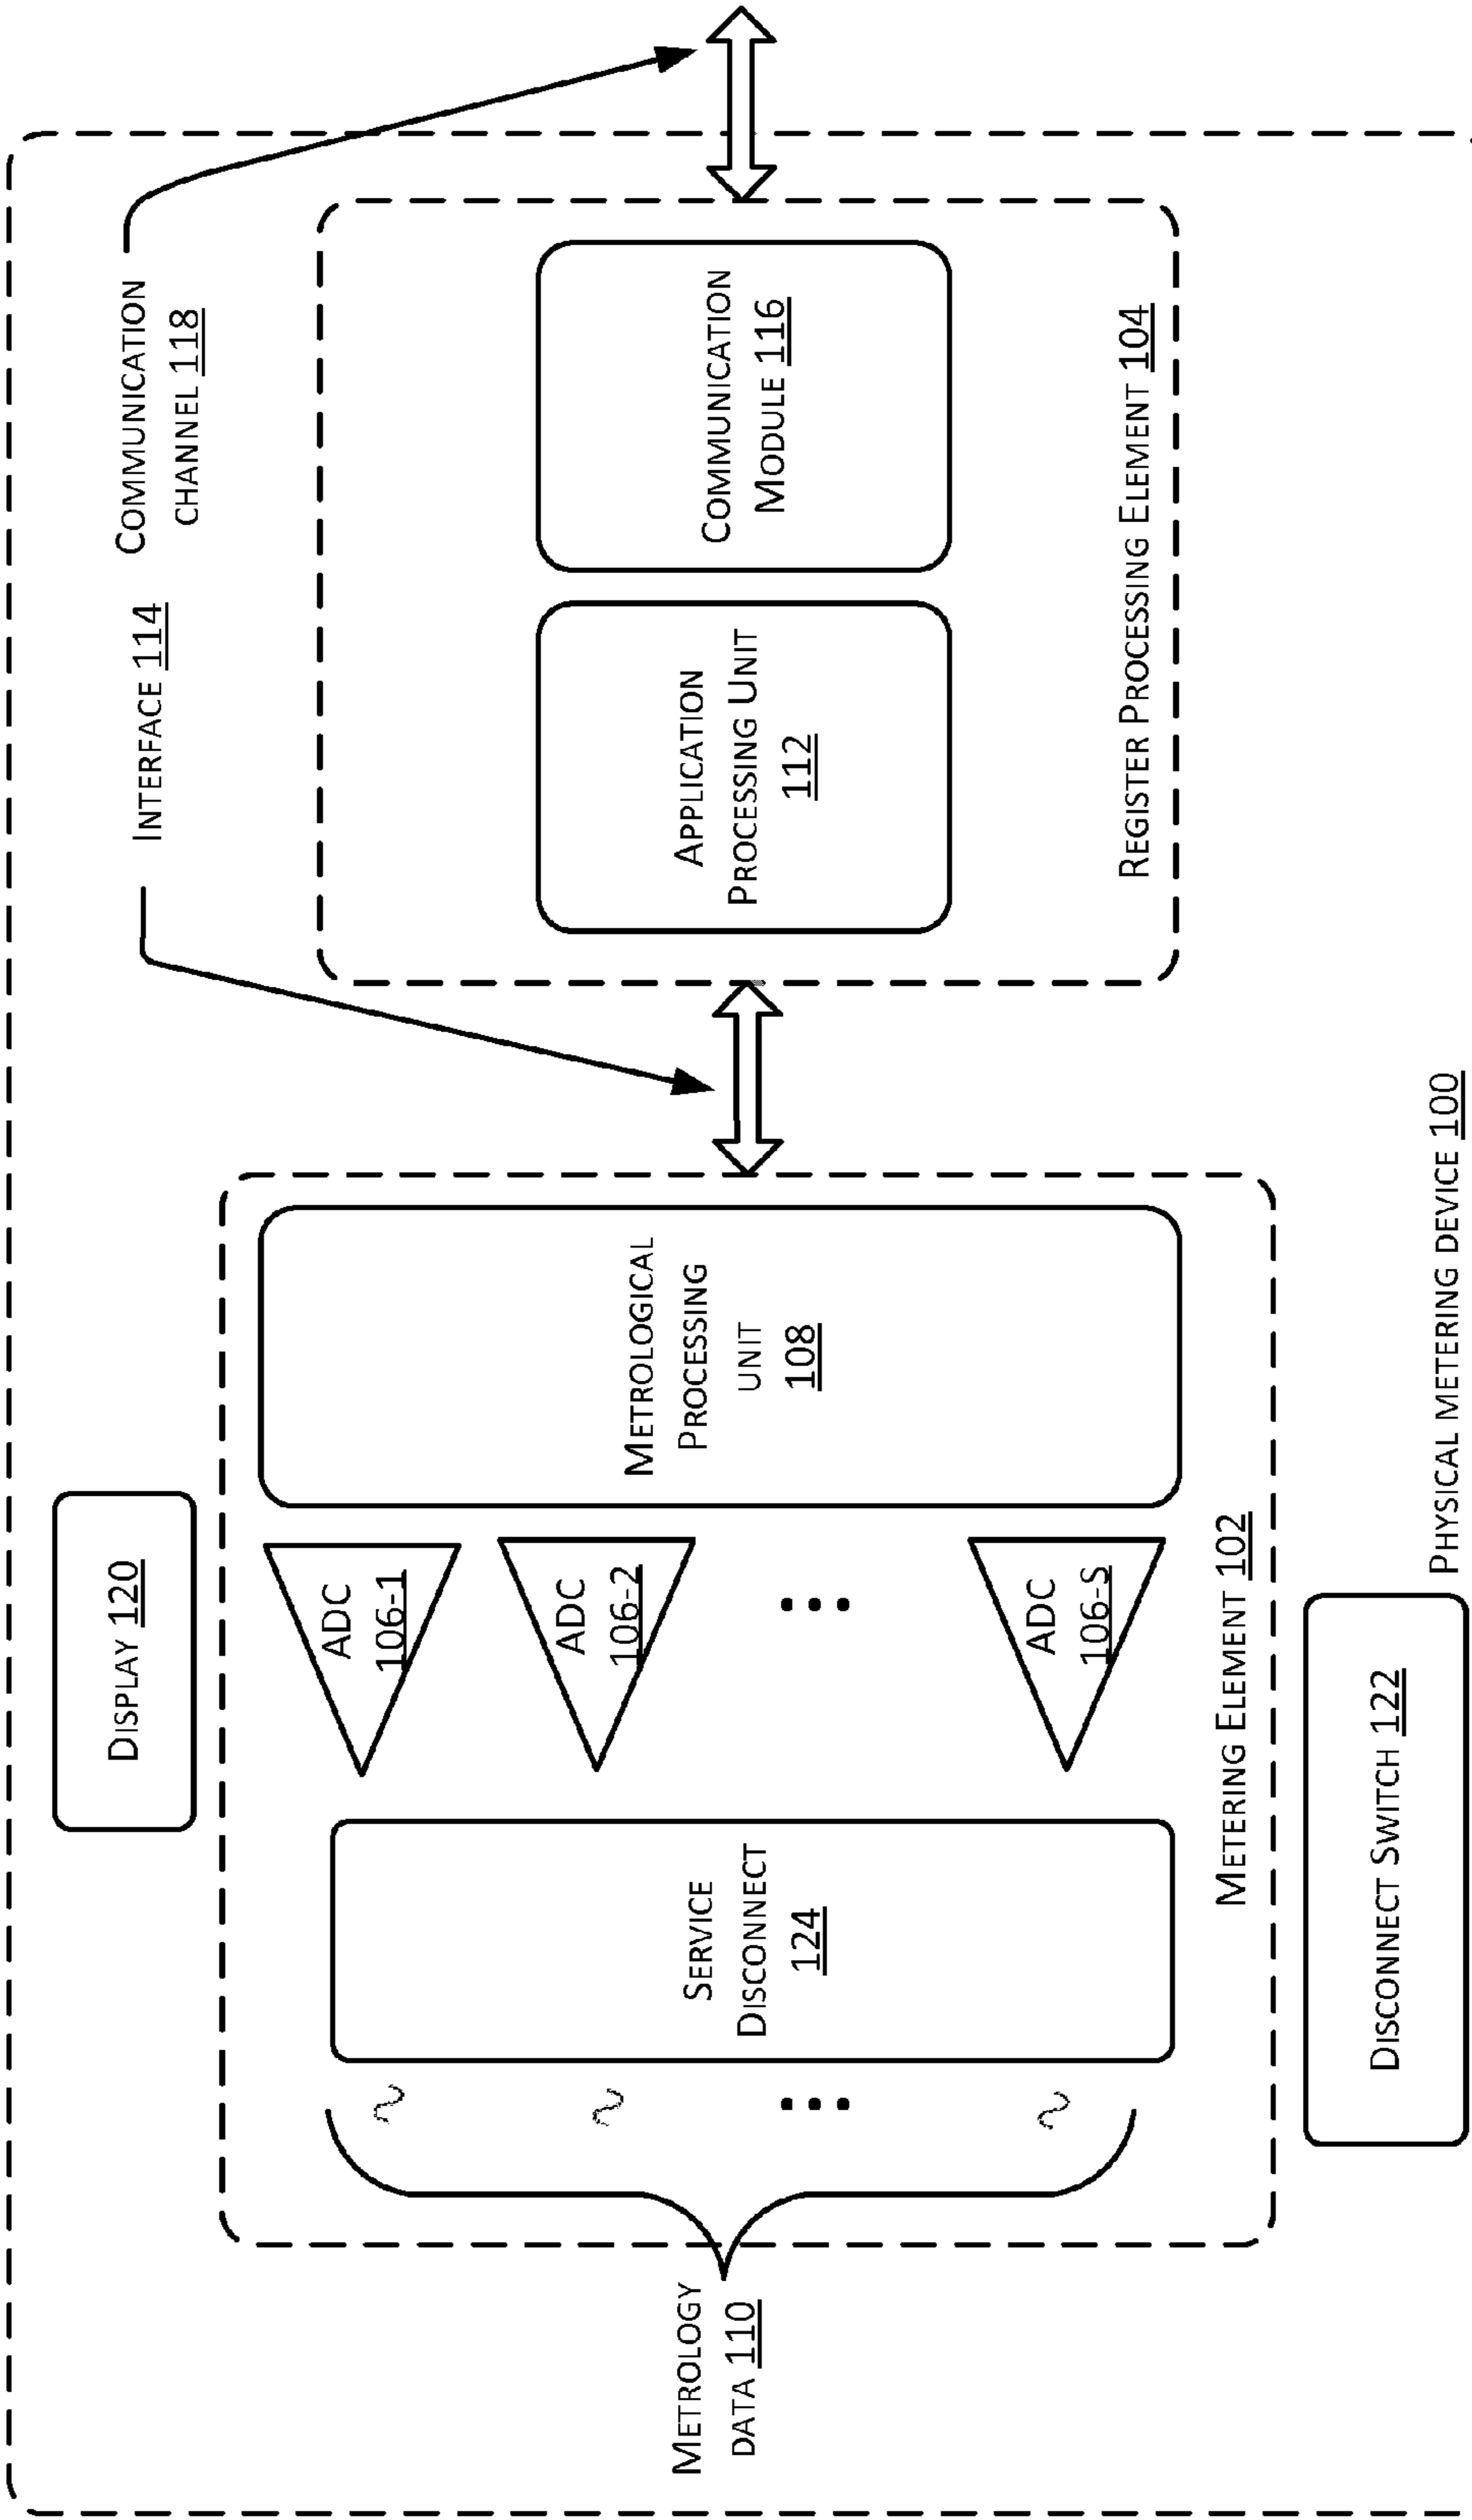 Display 120
Interface 114
Communication
channel 118
Metrology
data 110
Service
Disconnect
124
ADC
106-1
ADC
106-2
ADC
106-S
Metrological
Processing
unit
108
Application
Processing Unit
112
Communication
Module 116
Metering Element 102
Register Processing Element 104
Disconnect Switch 122
Physical metering device 100